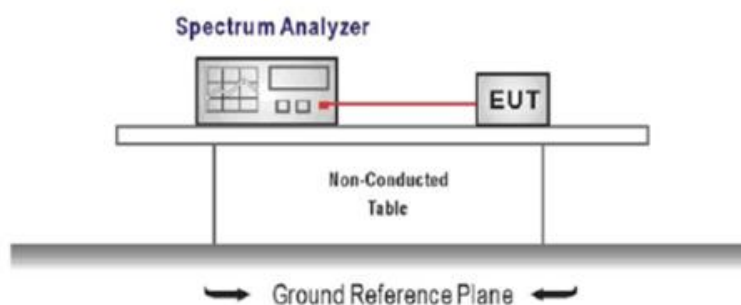 Spectrum Analyzer
EUT
Non-Conducted
Table
Ground Reference Plane